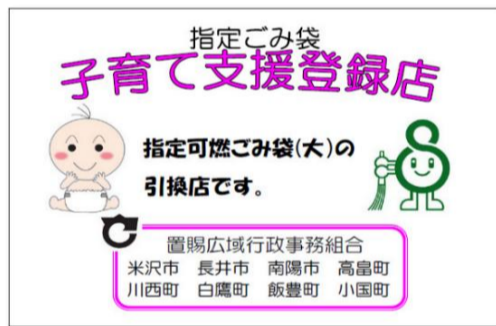 指定ごみ袋
子育て支援登録店
指定可燃ごみ袋(大)の
引換店です。
置賜広域行政事務組合
米沢市 長井市 南陽市 高畠町
川西町 白鷹町 飯豊町 小国町